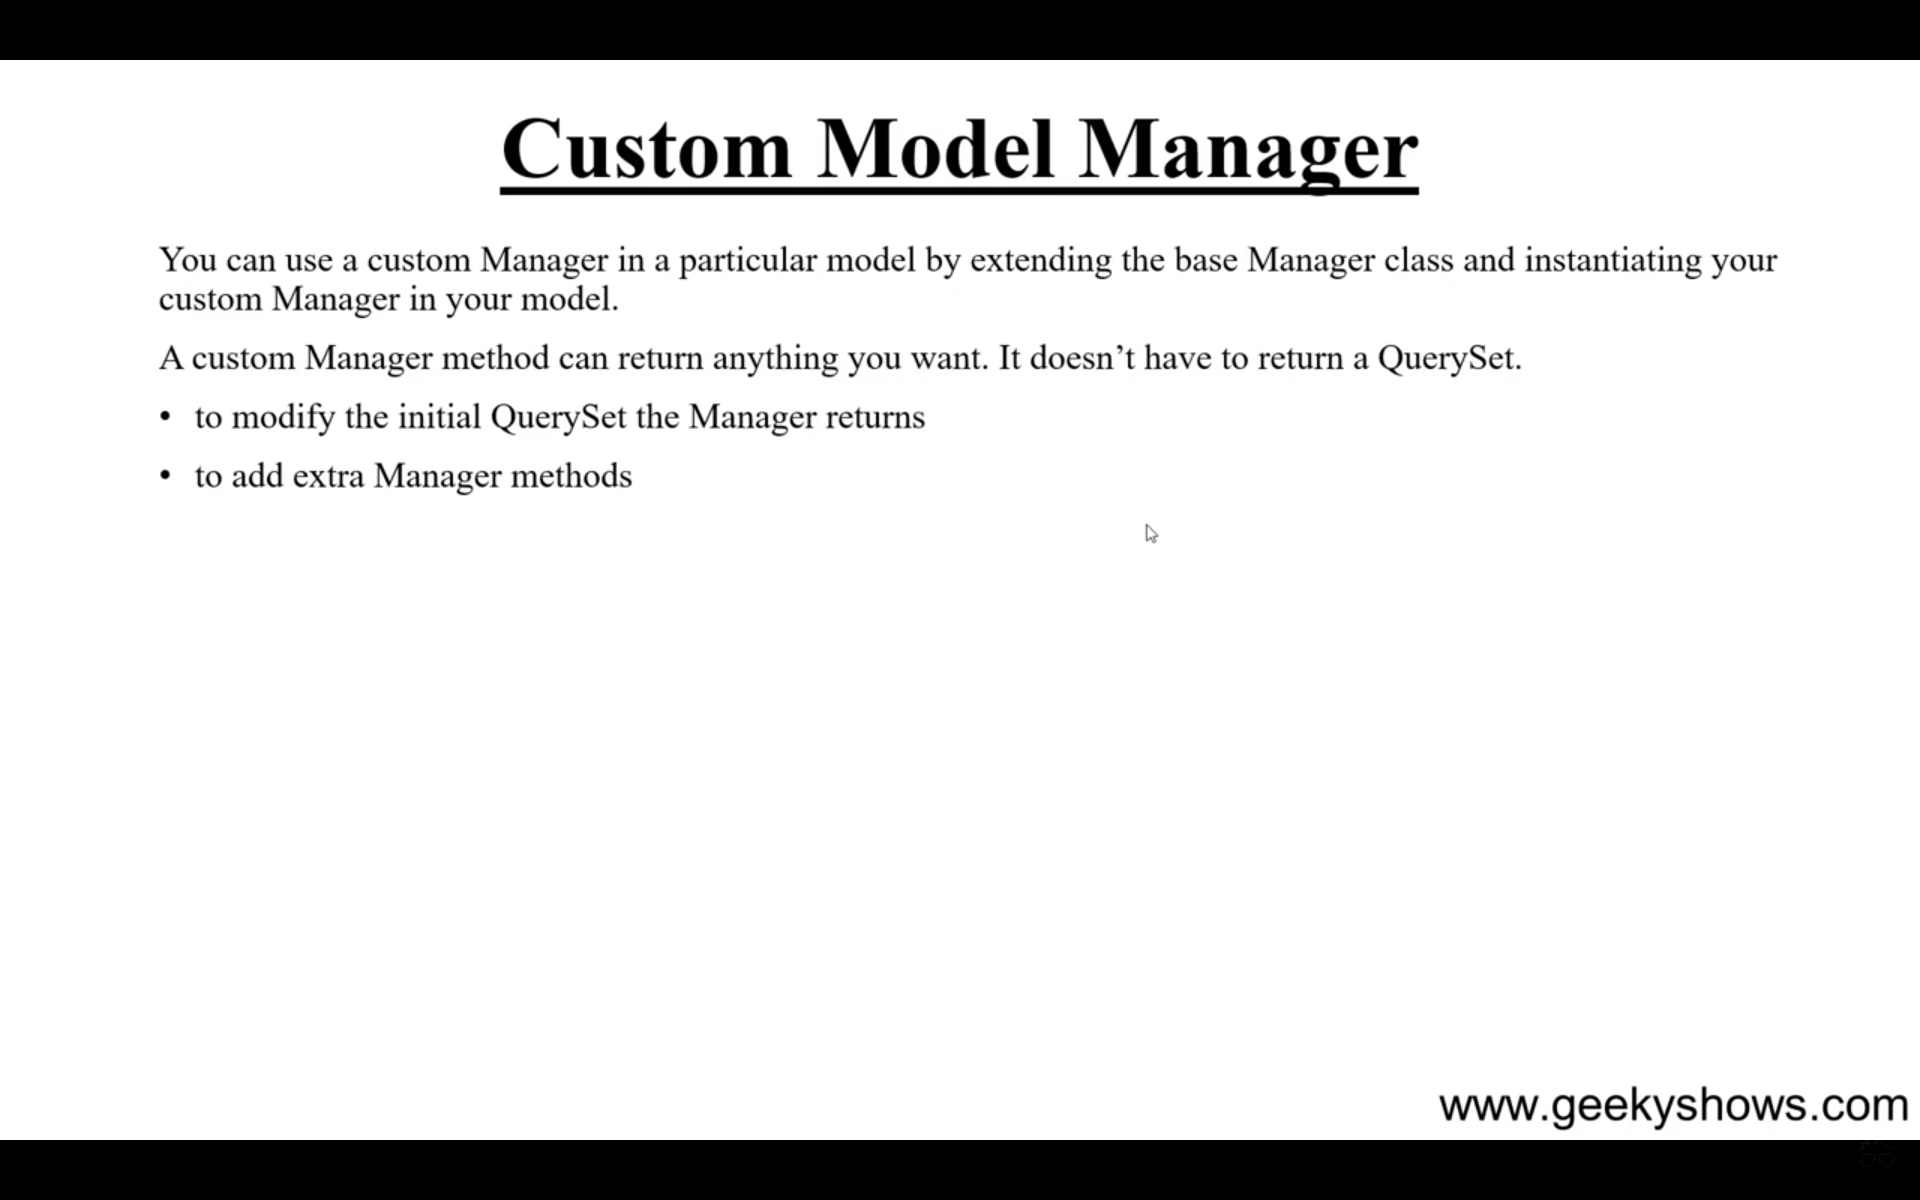 Custom Model Manager
You can use a custom Manager in a particular model by extending the base Manager class and instantiating your
custom Manager in your model.
A custom Manager method can return anything you want. It doesn’t have to return a QuerySet.
• to modify the initial QuerySet the Manager returns
• to add extra Manager methods
www.geekyshows.com